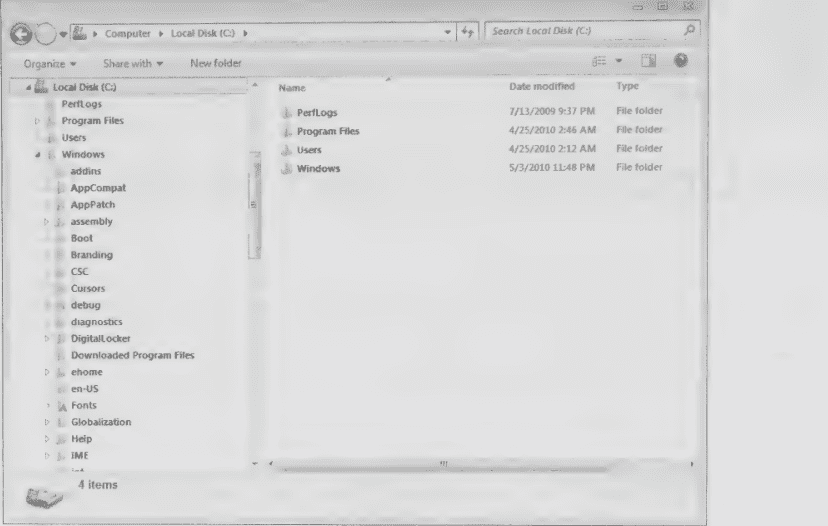 Computer Local Disk (C:) Search Local Disk (C:)
Organize Share with New folder
Local Disk (C:)
PerfLogs
Program Files
Users
Windows
addins
AppCompat
AppPatch
assembly
Boot
Branding
CSC
Cursors
debug
diagnostics
DigitalLocker
Downloaded Program Files
ehome
en-US
Fonts
Globalization
Help
IME
Name Date modified Type
PerfLogs 7/13/2009 9:37 PM File folder
Program Files 4/25/2010 2:46 AM File folder
Users 4/25/2010 2:12 AM File folder
Windows 5/3/2010 11:48 PM File folder
4 items